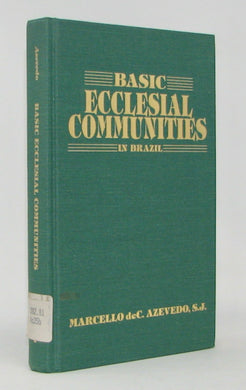 BASIC
ECCLESIAL
COMMUNITIES
IN BRAZIL
MARCELLO deC. AZEVEDO, S.J.
Azevedo
BASIC ECCLESIAL COMMUNITIES